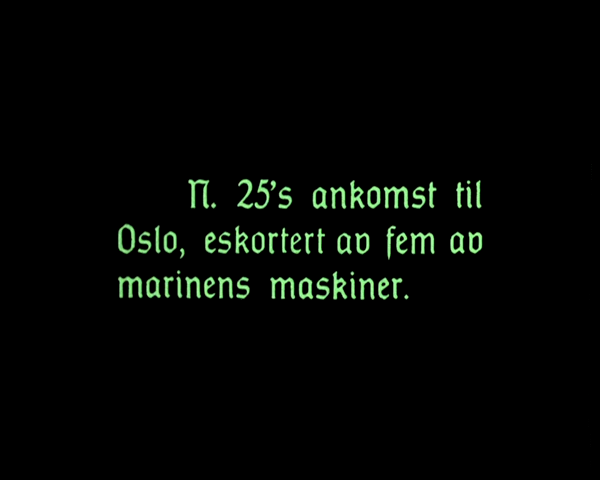 N. 25's ankomst til
Oslo, eskortert av fem av
marinens maskiner.